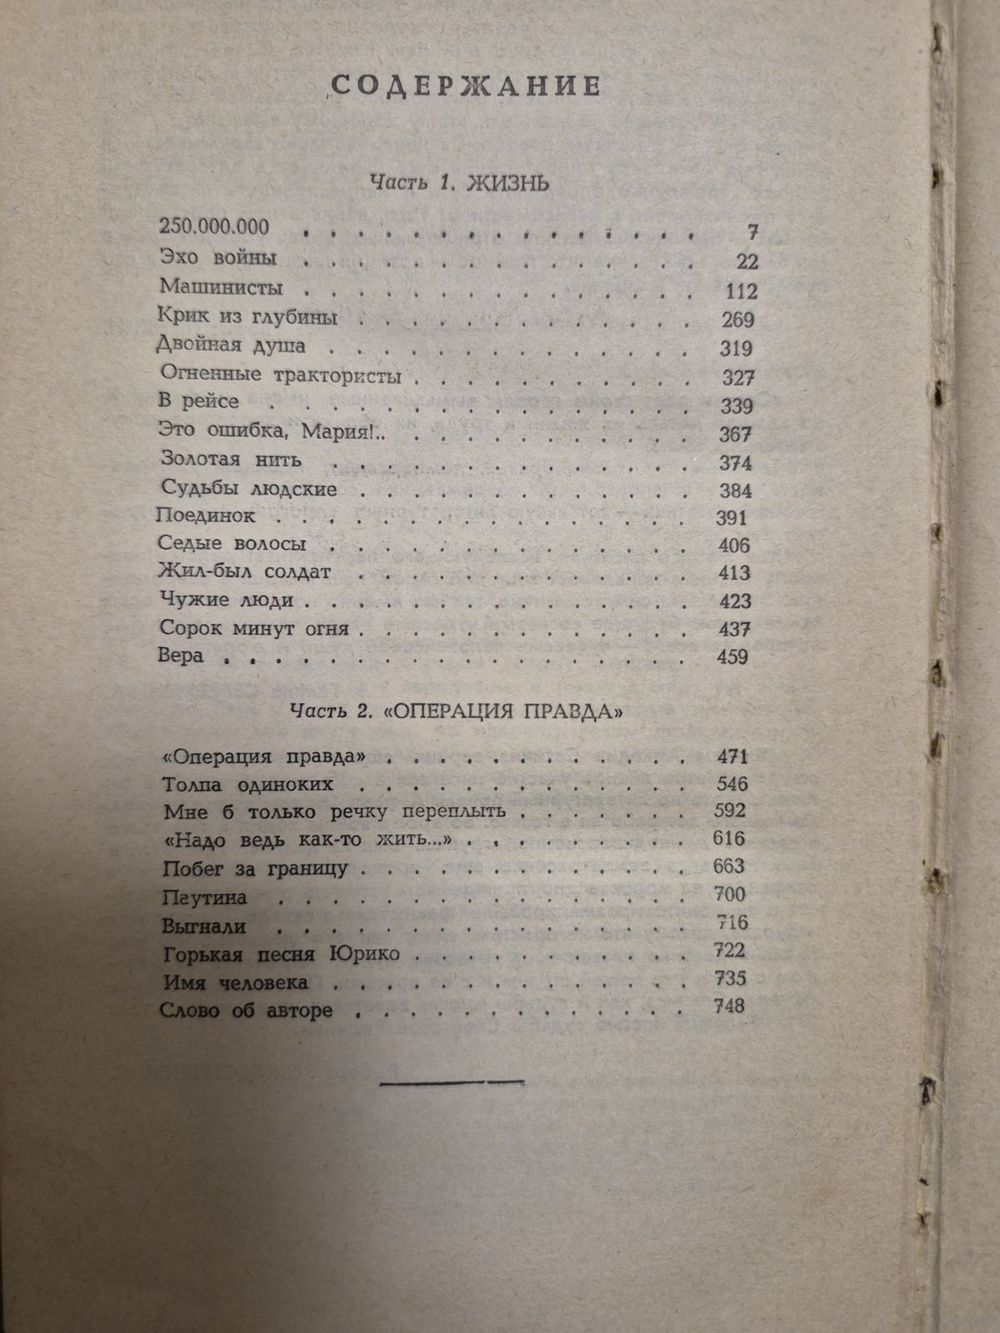 СОДЕРЖАНИЕ
Часть 1. ЖИЗНЬ
250.000.000 . . . . . . . . . . . . . . . 7
Эхо войны . . . . . . . . . . . . . . . 22
Машинисты . . . . . . . . . . . . . . . 112
Крик из глубины . . . . . . . . . . . . . 269
Двойная душа . . . . . . . . . . . . . . 319
Огненные трактористы . . . . . . . . . . . 327
В рейсе . . . . . . . . . . . . . . . . 339
Это ошибка, Мария!.. . . . . . . . . . . . 367
Золотая нить . . . . . . . . . . . . . . 374
Судьбы людские . . . . . . . . . . . . . 384
Поединок . . . . . . . . . . . . . . . . 391
Седые волосы . . . . . . . . . . . . . . 406
Жил-был солдат . . . . . . . . . . . . . 413
Чужие люди . . . . . . . . . . . . . . . 423
Сорок минут огня . . . . . . . . . . . . . 437
Вера . . . . . . . . . . . . . . . . . . 459
Часть 2. «ОПЕРАЦИЯ ПРАВДА»
«Операция правда» . . . . . . . . . . . . 471
Толпа одиноких . . . . . . . . . . . . . 546
Мне б только речку переплыть . . . . . . . 592
«Надо ведь как-то жить...» . . . . . . . . . 616
Побег за границу . . . . . . . . . . . . . 663
Паутина . . . . . . . . . . . . . . . . 700
Выгнали . . . . . . . . . . . . . . . . 716
Горькая песня Юрико . . . . . . . . . . . 722
Имя человека . . . . . . . . . . . . . . 735
Слово об авторе . . . . . . . . . . . . . 748